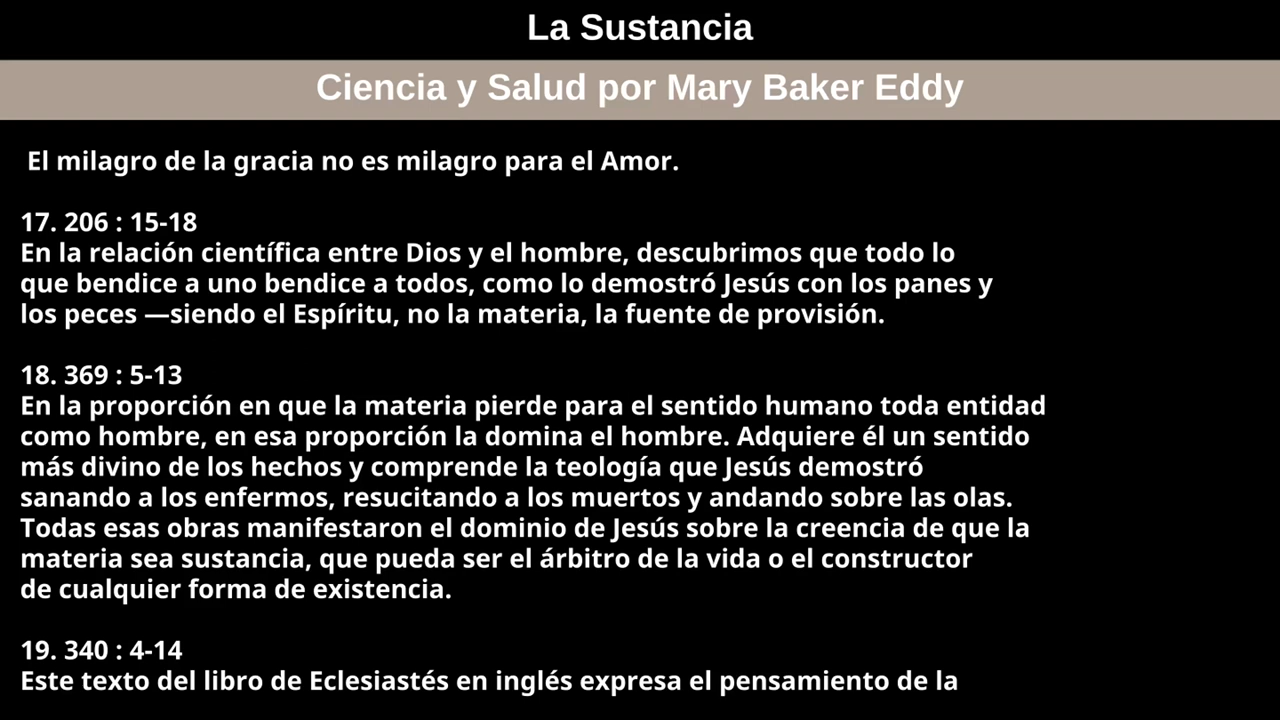 La Sustancia
Ciencia y Salud por Mary Baker Eddy
El milagro de la gracia no es milagro para el Amor.
17. 206 : 15-18
En la relación científica entre Dios y el hombre, descubrimos que todo lo
que bendice a uno bendice a todos, como lo demostró Jesús con los panes y
los peces —siendo el Espíritu, no la materia, la fuente de provisión.
18. 369 : 5-13
En la proporción en que la materia pierde para el sentido humano toda entidad
como hombre, en esa proporción la domina el hombre. Adquiere él un sentido
más divino de los hechos y comprende la teología que Jesús demostró
sanando a los enfermos, resucitando a los muertos y andando sobre las olas.
Todas esas obras manifestaron el dominio de Jesús sobre la creencia de que la
materia sea sustancia, que pueda ser el árbitro de la vida o el constructor
de cualquier forma de existencia.
19. 340 : 4-14
Este texto del libro de Eclesiastés en inglés expresa el pensamiento de la